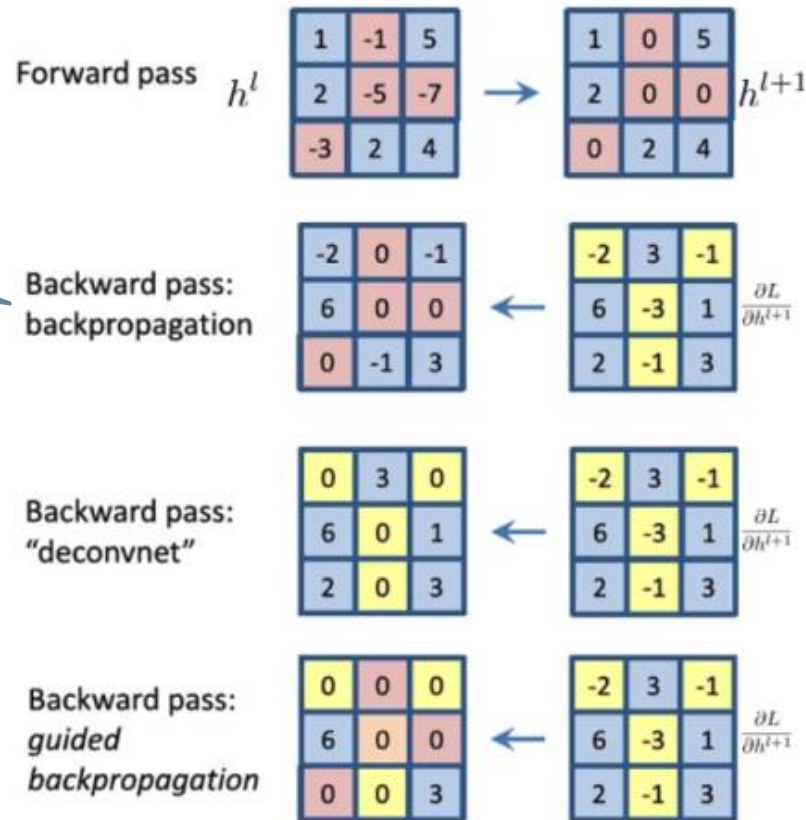 1 -1 5 1 0 5
Forward pass h^l 2 -5 -7 → 2 0 0 h^{l+1}
-3 2 4 0 2 4
-2 0 -1 -2 3 -1
Backward pass:
backpropagation
6 0 0 ← 6 -3 1 ∂L/∂h^{l+1}
0 -1 3 2 -1 3
0 3 0 -2 3 -1
Backward pass:
"deconvnet"
6 0 1 ← 6 -3 1 ∂L/∂h^{l+1}
2 0 3 2 -1 3
0 0 0 -2 3 -1
Backward pass:
guided
backpropagation
6 0 0 ← 6 -3 1 ∂L/∂h^{l+1}
0 0 3 2 -1 3